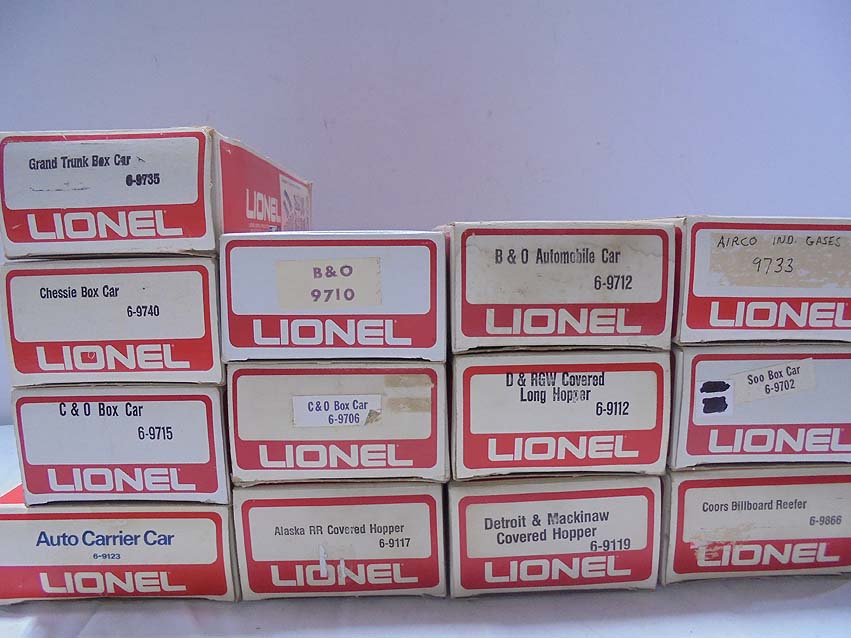 Grand Trunk Box Car
6-9735
LIONEL
LIONEL
Chessie Box Car
6-9740
LIONEL
C & O Box Car
6-9715
LIONEL
Auto Carrier Car
6-9123
LIONEL
B&O
9710
LIONEL
C & O Box Car
6-9706
LIONEL
Alaska RR Covered Hopper
6-9117
LIONEL
B & O Automobile Car
6-9712
LIONEL
D & RGW Covered
Long Hopper
6-9112
LIONEL
Detroit & Mackinaw
Covered Hopper
6-9119
LIONEL
AIRCO IND. GASES
9733
LIONEL
Soo Box Car
6-9702
LIONEL
Coors Billboard Reefer
6-9866
LIONEL